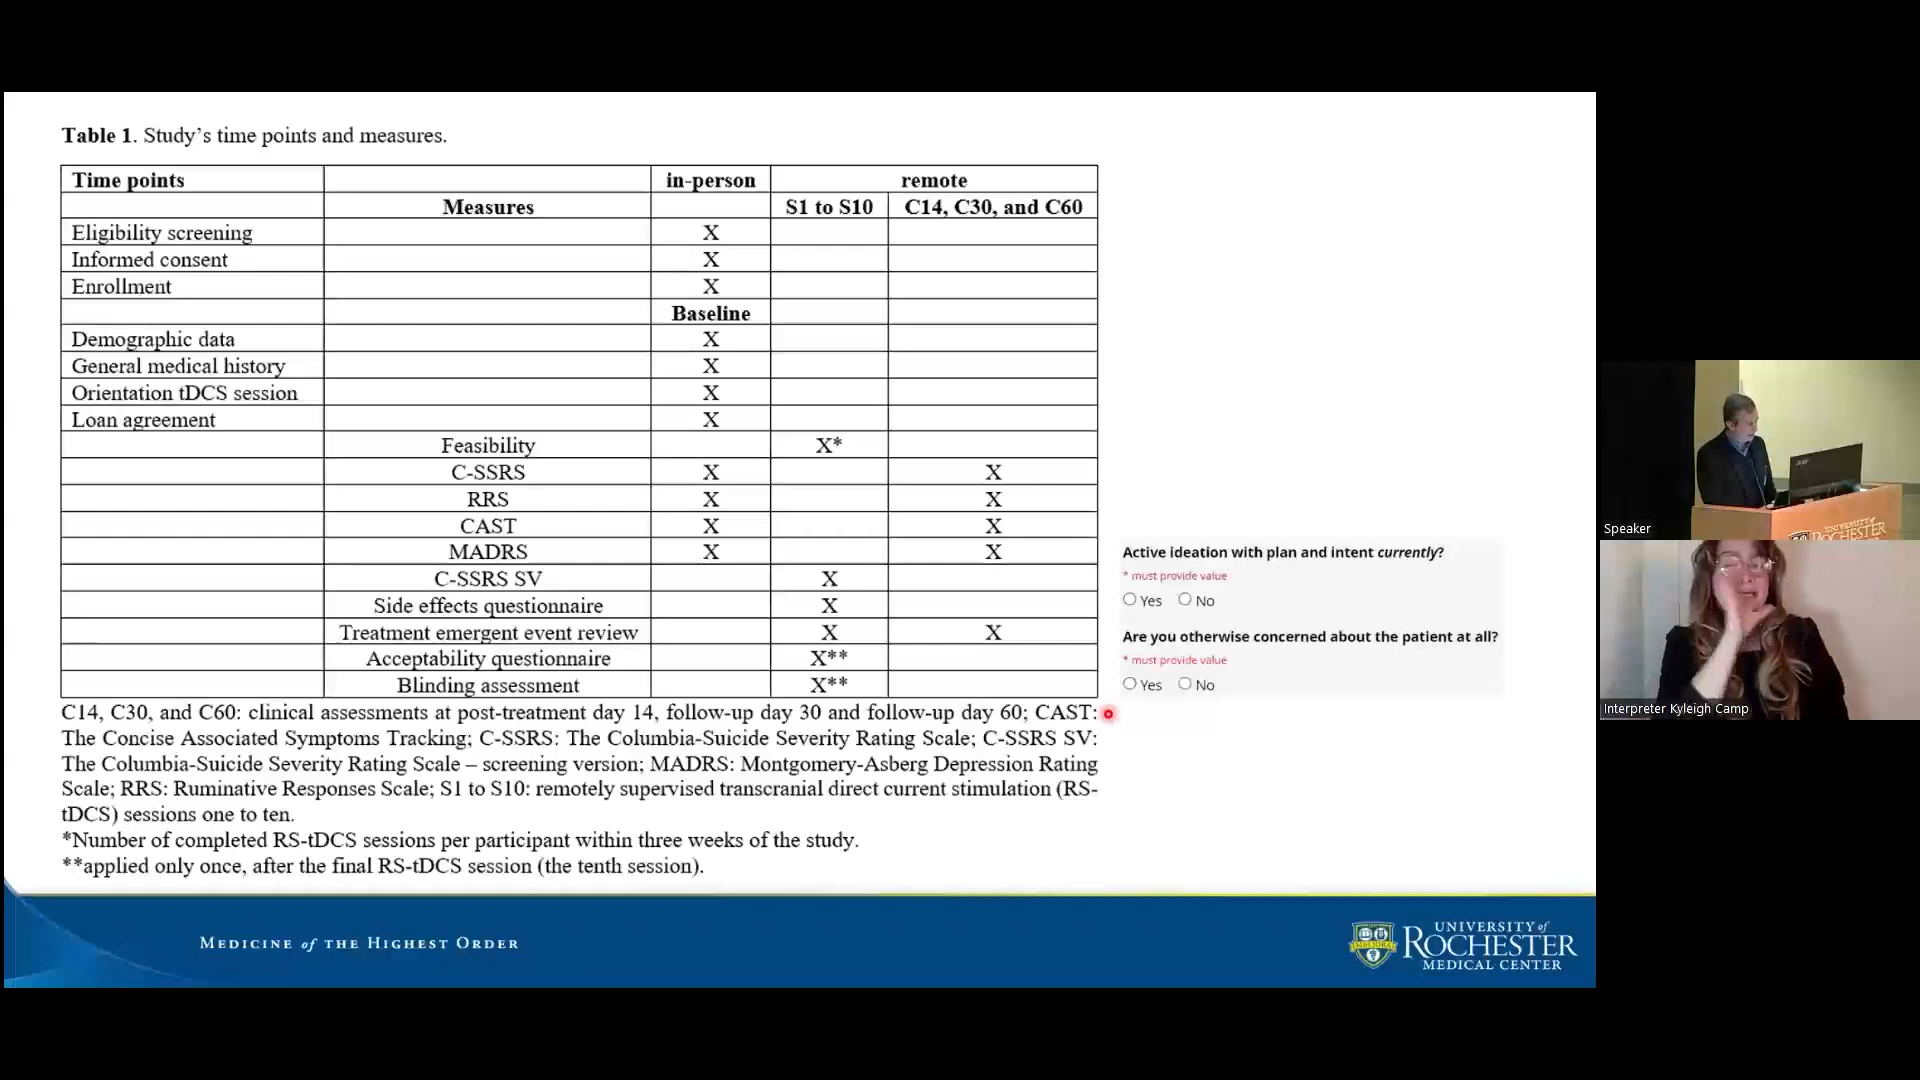 Table 1. Study’s time points and measures.
Time points in-person remote
Measures S1 to S10 C14, C30, and C60
Eligibility screening X
Informed consent X
Enrollment X
Baseline
Demographic data X
General medical history X
Orientation tDCS session X
Loan agreement X
Feasibility X*
C-SSRS X X
RRS X X
CAST X X
MADRS X X
C-SSRS SV X
Side effects questionnaire X
Treatment emergent event review X X
Acceptability questionnaire X**
Blinding assessment X**
C14, C30, and C60: clinical assessments at post-treatment day 14, follow-up day 30 and follow-up day 60; CAST:
The Concise Associated Symptoms Tracking; C-SSRS: The Columbia-Suicide Severity Rating Scale; C-SSRS SV:
The Columbia-Suicide Severity Rating Scale – screening version; MADRS: Montgomery-Asberg Depression Rating
Scale; RRS: Ruminative Responses Scale; S1 to S10: remotely supervised transcranial direct current stimulation (RS-
tDCS) sessions one to ten.
*Number of completed RS-tDCS sessions per participant within three weeks of the study.
**applied only once, after the final RS-tDCS session (the tenth session).
Active ideation with plan and intent currently?
* must provide value
Yes No
Are you otherwise concerned about the patient at all?
* must provide value
Yes No
MEDICINE of THE HIGHEST ORDER
UNIVERSITY of
ROCHESTER
MEDICAL CENTER
Speaker
UNIVERSITY of
ROCHESTER
Interpreter Kyleigh Camp